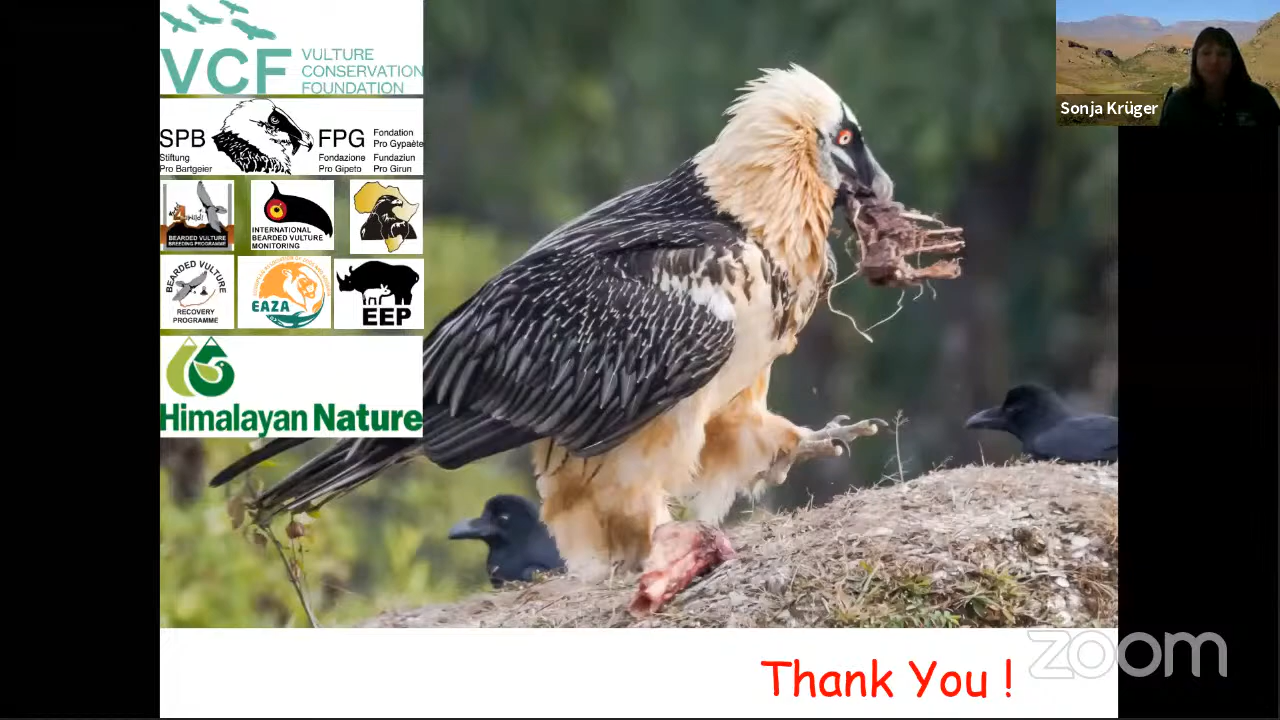 VCF
VULTURE
CONSERVATION
FOUNDATION
SPB
Stiftung
Pro Bartgeier
FPG
Fondazione
Pro Gipeto
Fondation
Pro Gypaète
Fundaziun
Pro Girun
BEARDED VULTURE
BREEDING PROGRAMME
INTERNATIONAL
BEARDED VULTURE
MONITORING
BEARDED VULTURE
RECOVERY
PROGRAMME
EAZA
EEP
Himalayan Nature
Sonja Krüger
Thank You !
zoom